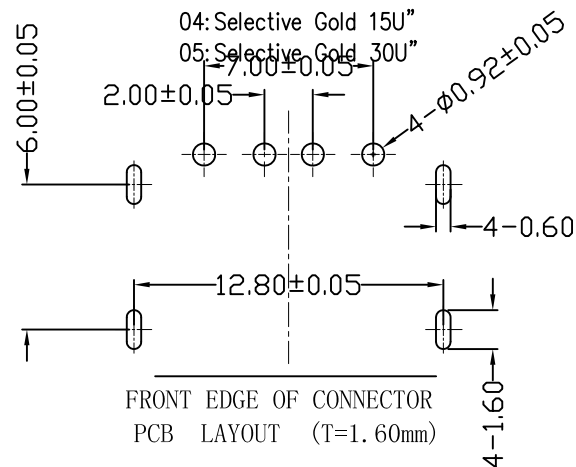 04:Selective Gold 15U”
05:Selective Gold 30U”
7.00±0.05
2.00±0.05
4-Ø0.92±0.05
6.00±0.05
4-0.60
12.80±0.05
4-1.60
FRONT EDGE OF CONNECTOR
PCB LAYOUT (T=1.60mm)